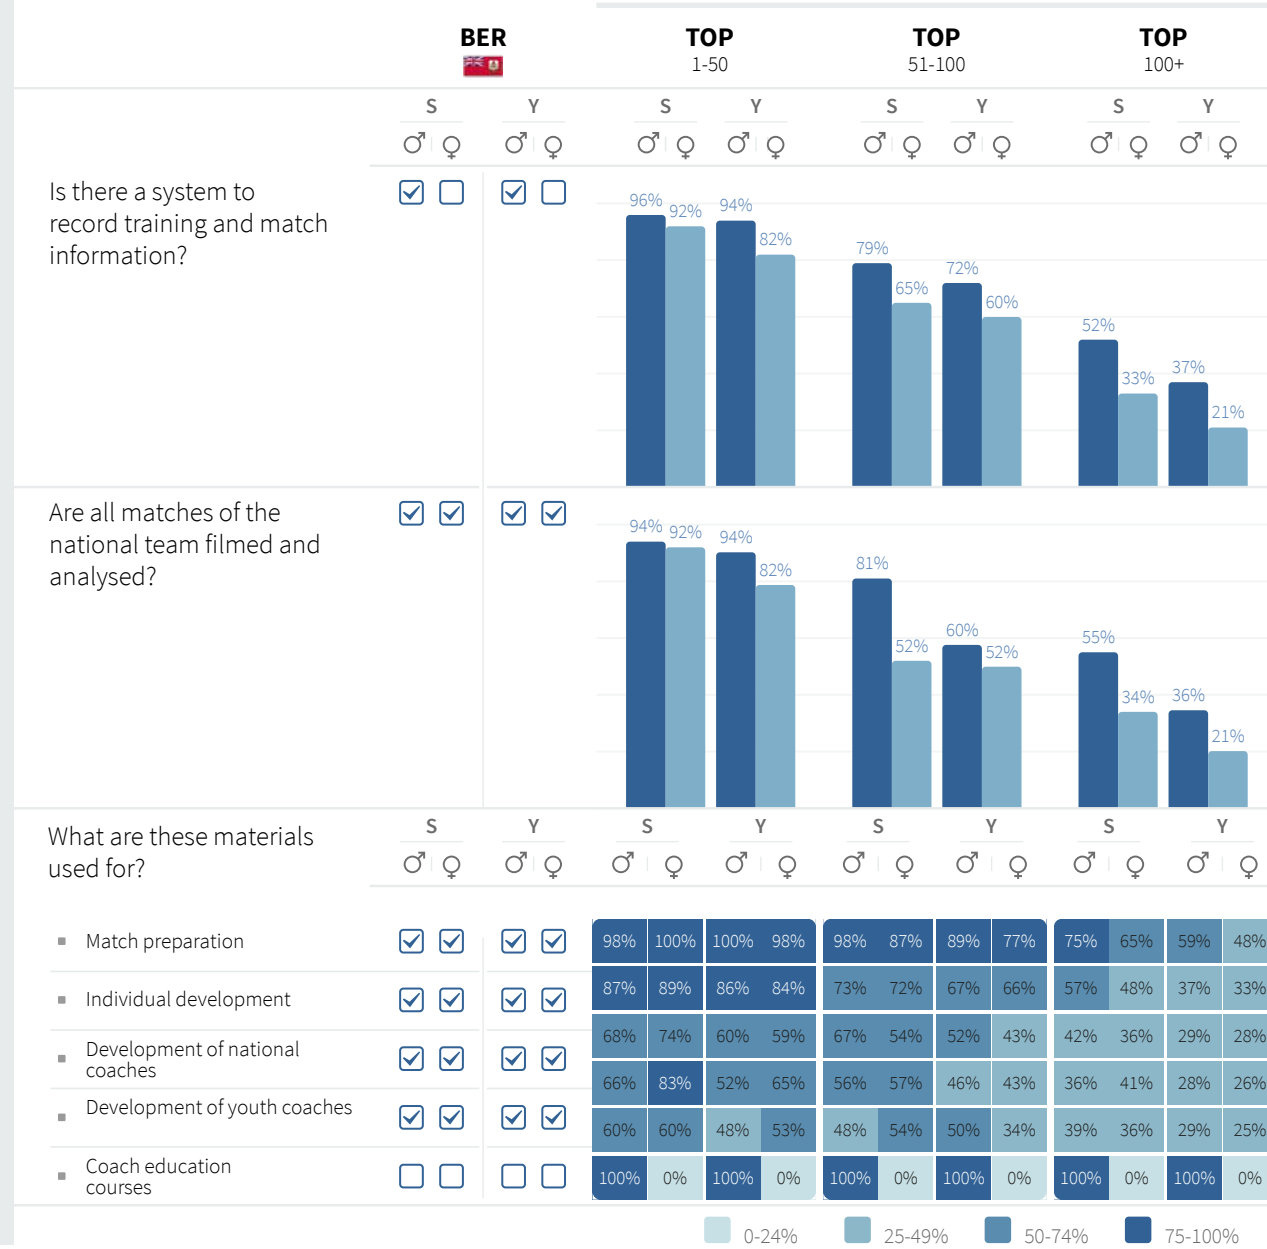 BER TOP TOP TOP
1-50 51-100 100+
S Y S Y S Y S Y
Is there a system to
record training and match
information?
96% 92% 94% 82% 79% 65% 72% 60% 52% 33% 37% 21%
Are all matches of the
national team filmed and
analysed?
94% 92% 94% 82% 81% 52% 60% 52% 55% 34% 36% 21%
What are these materials
used for?
S Y S Y S Y S Y
Match preparation
98% 100% 100% 98% 98% 87% 89% 77% 75% 65% 59% 48%
Individual development
87% 89% 86% 84% 73% 72% 67% 66% 57% 48% 37% 33%
Development of national
coaches
68% 74% 60% 59% 67% 54% 52% 43% 42% 36% 29% 28%
66% 83% 52% 65% 56% 57% 46% 43% 36% 41% 28% 26%
Development of youth coaches
60% 60% 48% 53% 48% 54% 50% 34% 39% 36% 29% 25%
Coach education
courses
100% 0% 100% 0% 100% 0% 100% 0% 100% 0% 100% 0%
0-24% 25-49% 50-74% 75-100%